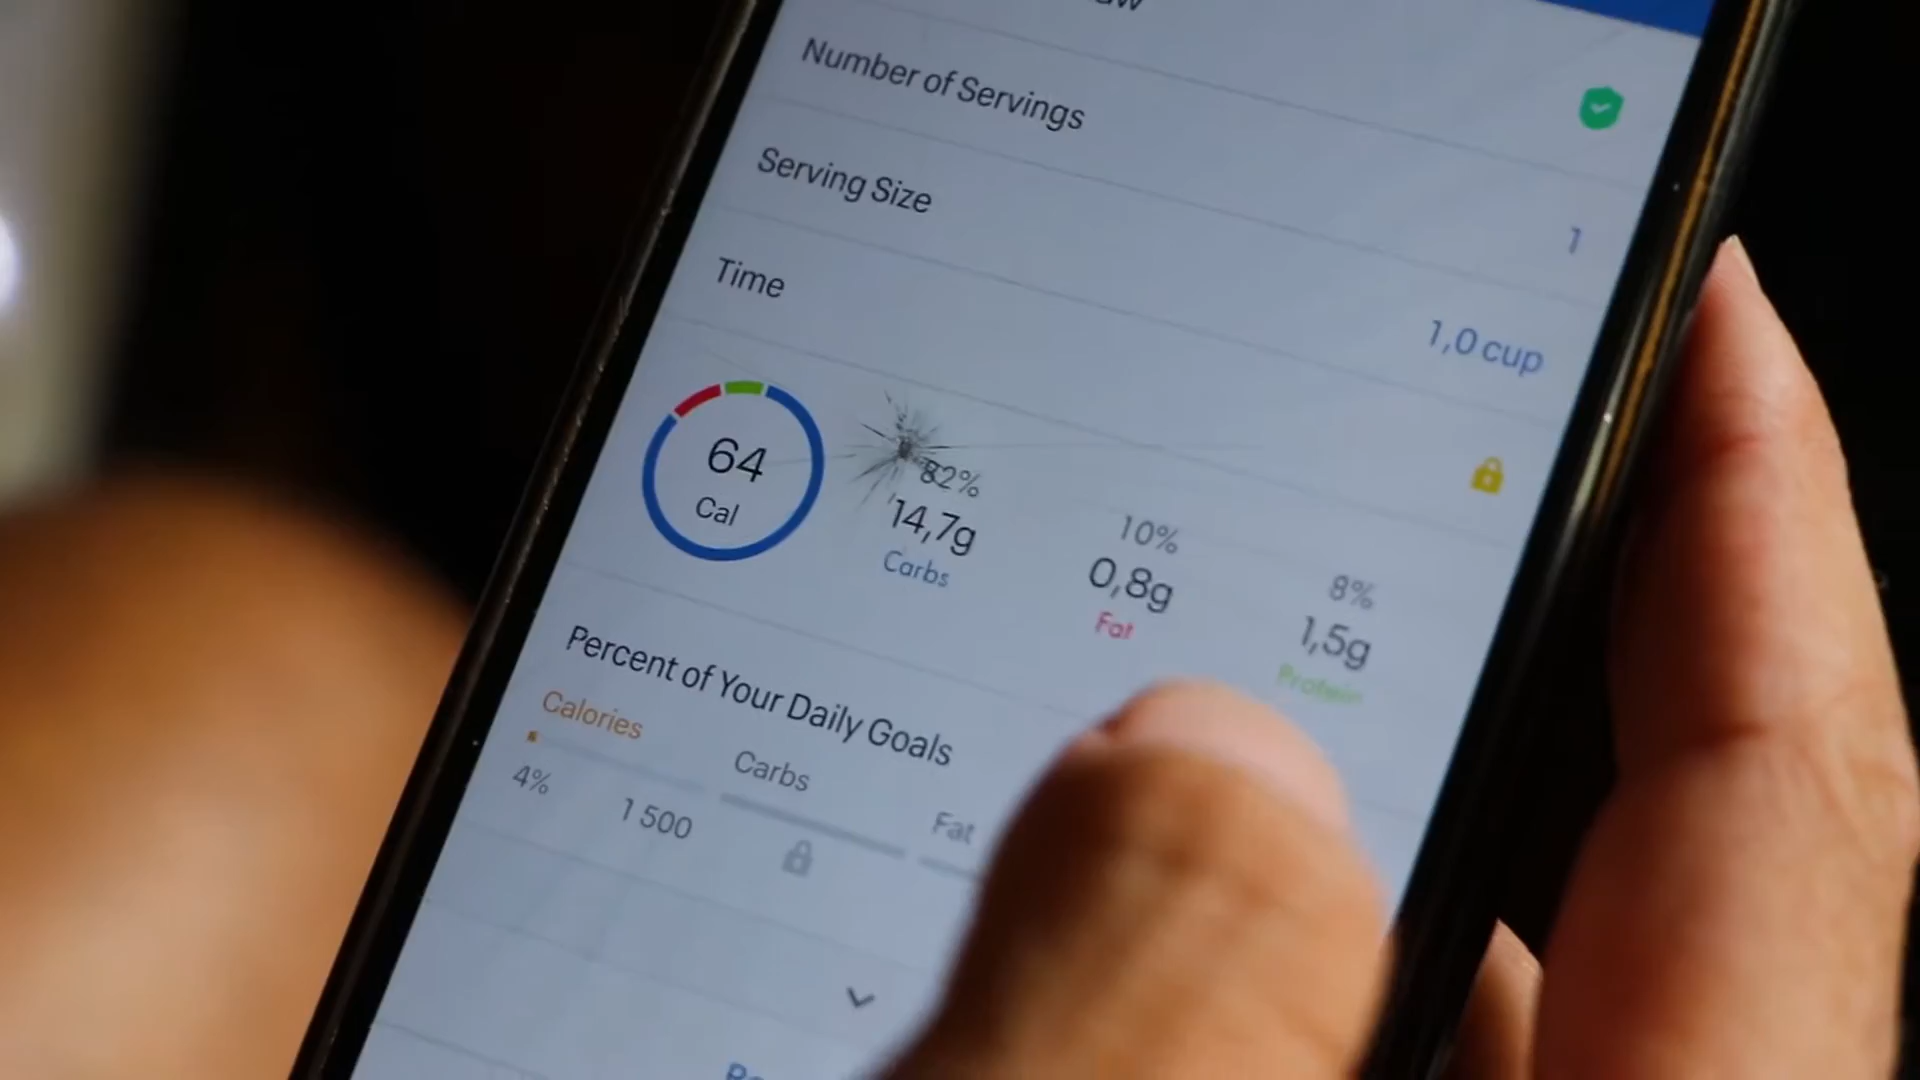 Number of Servings
1
Serving Size
1,0 cup
Time
64
Cal
82%
14,7g
Carbs
10%
0,8g
Fat
8%
1,5g
Protein
Percent of Your Daily Goals
Calories
4%
1 500
Carbs
Fat